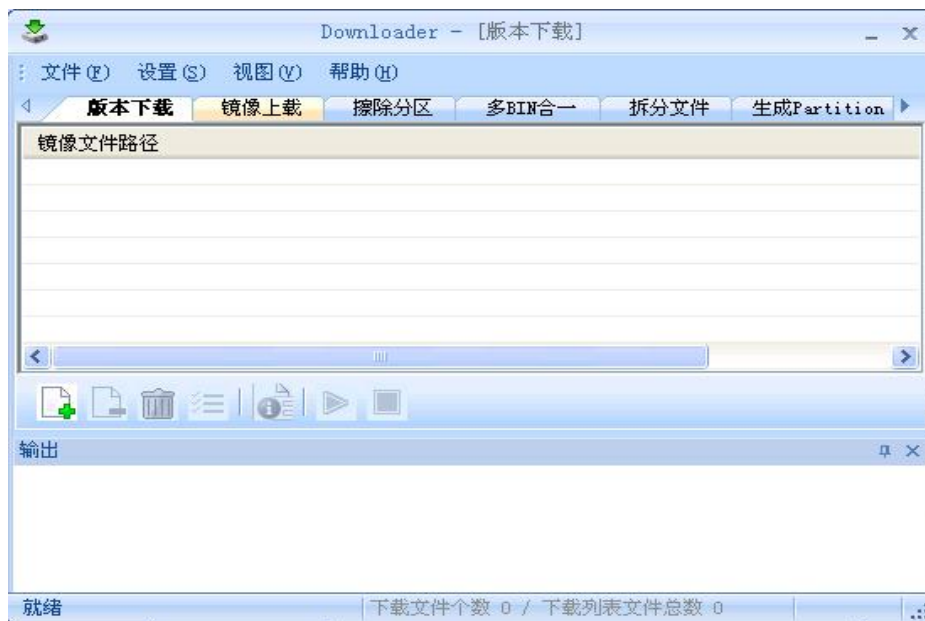 Downloader - [版本下载]
文件(F) 设置(S) 视图(V) 帮助(H)
版本下载 镜像上载 擦除分区 多BIN合一 拆分文件 生成Partition
镜像文件路径
输出
就绪 下载文件个数 0 / 下载列表文件总数 0